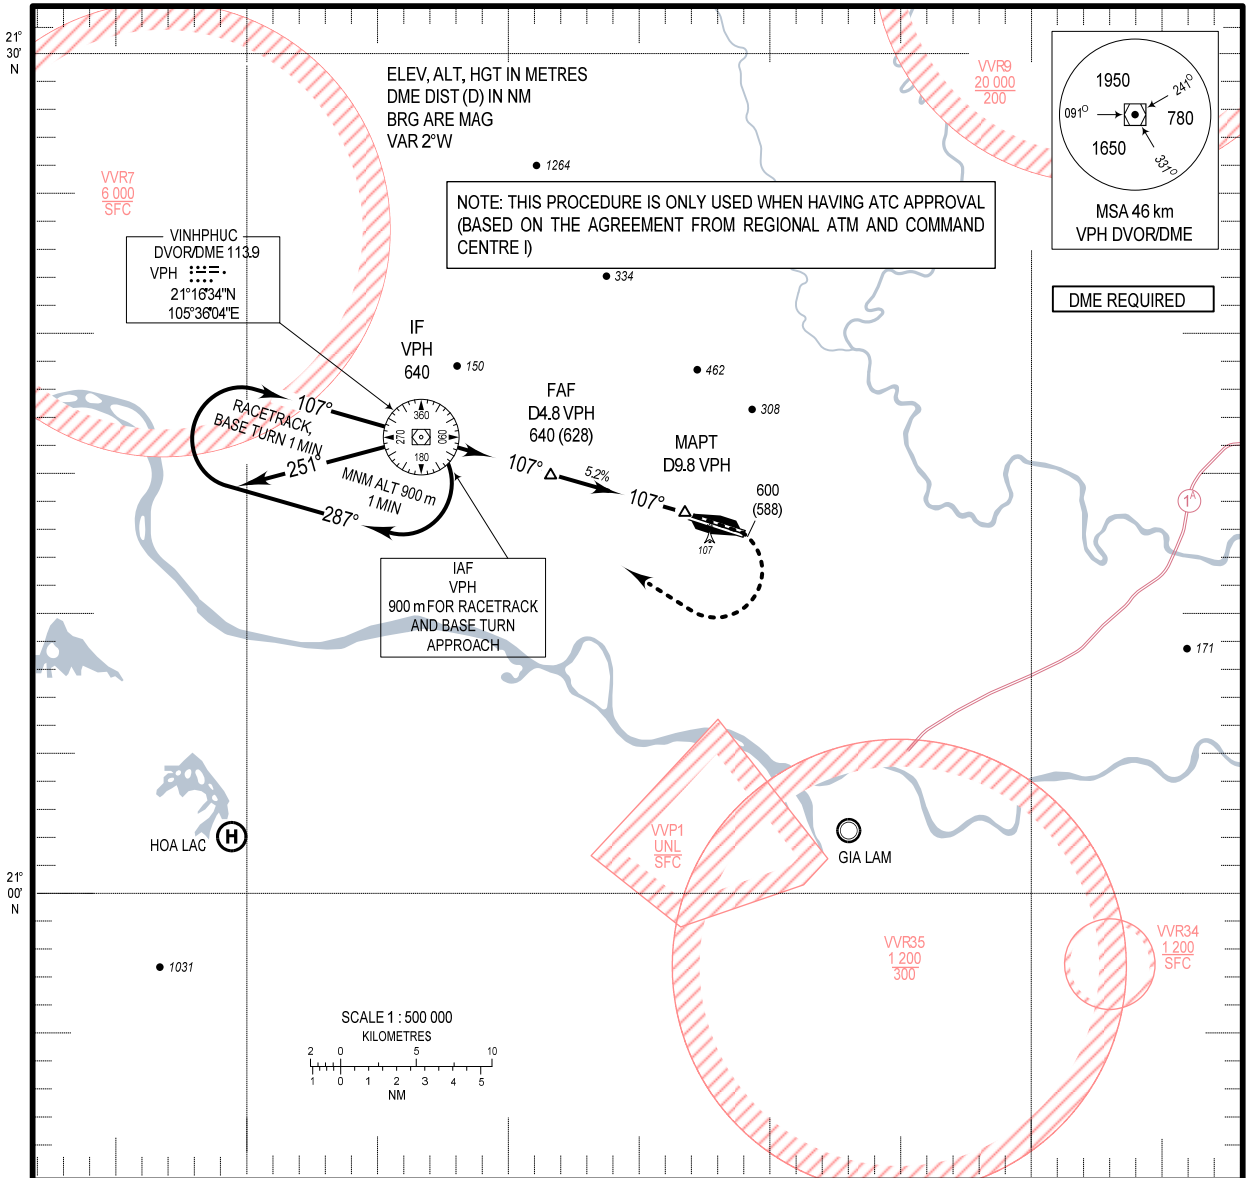 21°
30'
N
ELEV, ALT, HGT IN METRES
DME DIST (D) IN NM
BRG ARE MAG
VAR 2°W
VVR9
20 000
200
1950
241°
091°
780
1650
331°
MSA 46 km
VPH DVOR/DME
1264
VVR7
6 000
SFC
NOTE: THIS PROCEDURE IS ONLY USED WHEN HAVING ATC APPROVAL
(BASED ON THE AGREEMENT FROM REGIONAL ATM AND COMMAND
CENTRE I)
VINHPHUC
DVOR/DME 113.9
VPH
21°16'34"N
105°36'04"E
334
DME REQUIRED
IF
VPH
640
150
462
FAF
D4.8 VPH
640 (628)
308
107°
RACETRACK,
BASE TURN 1 MIN
360
270
090
180
MAPT
D9.8 VPH
251°
107°
5.2%
MNM ALT 900 m
1 MIN
287°
107°
600
(588)
107
1A
IAF
VPH
900 m FOR RACETRACK
AND BASE TURN
APPROACH
171
VVP1
UNL
SFC
HOA LAC
H
GIA LAM
21°
00'
N
VVR35
1 200
300
VVR34
1 200
SFC
1031
SCALE 1 : 500 000
KILOMETRES
2 0 5 10
1 0 1 2 3 4 5
NM